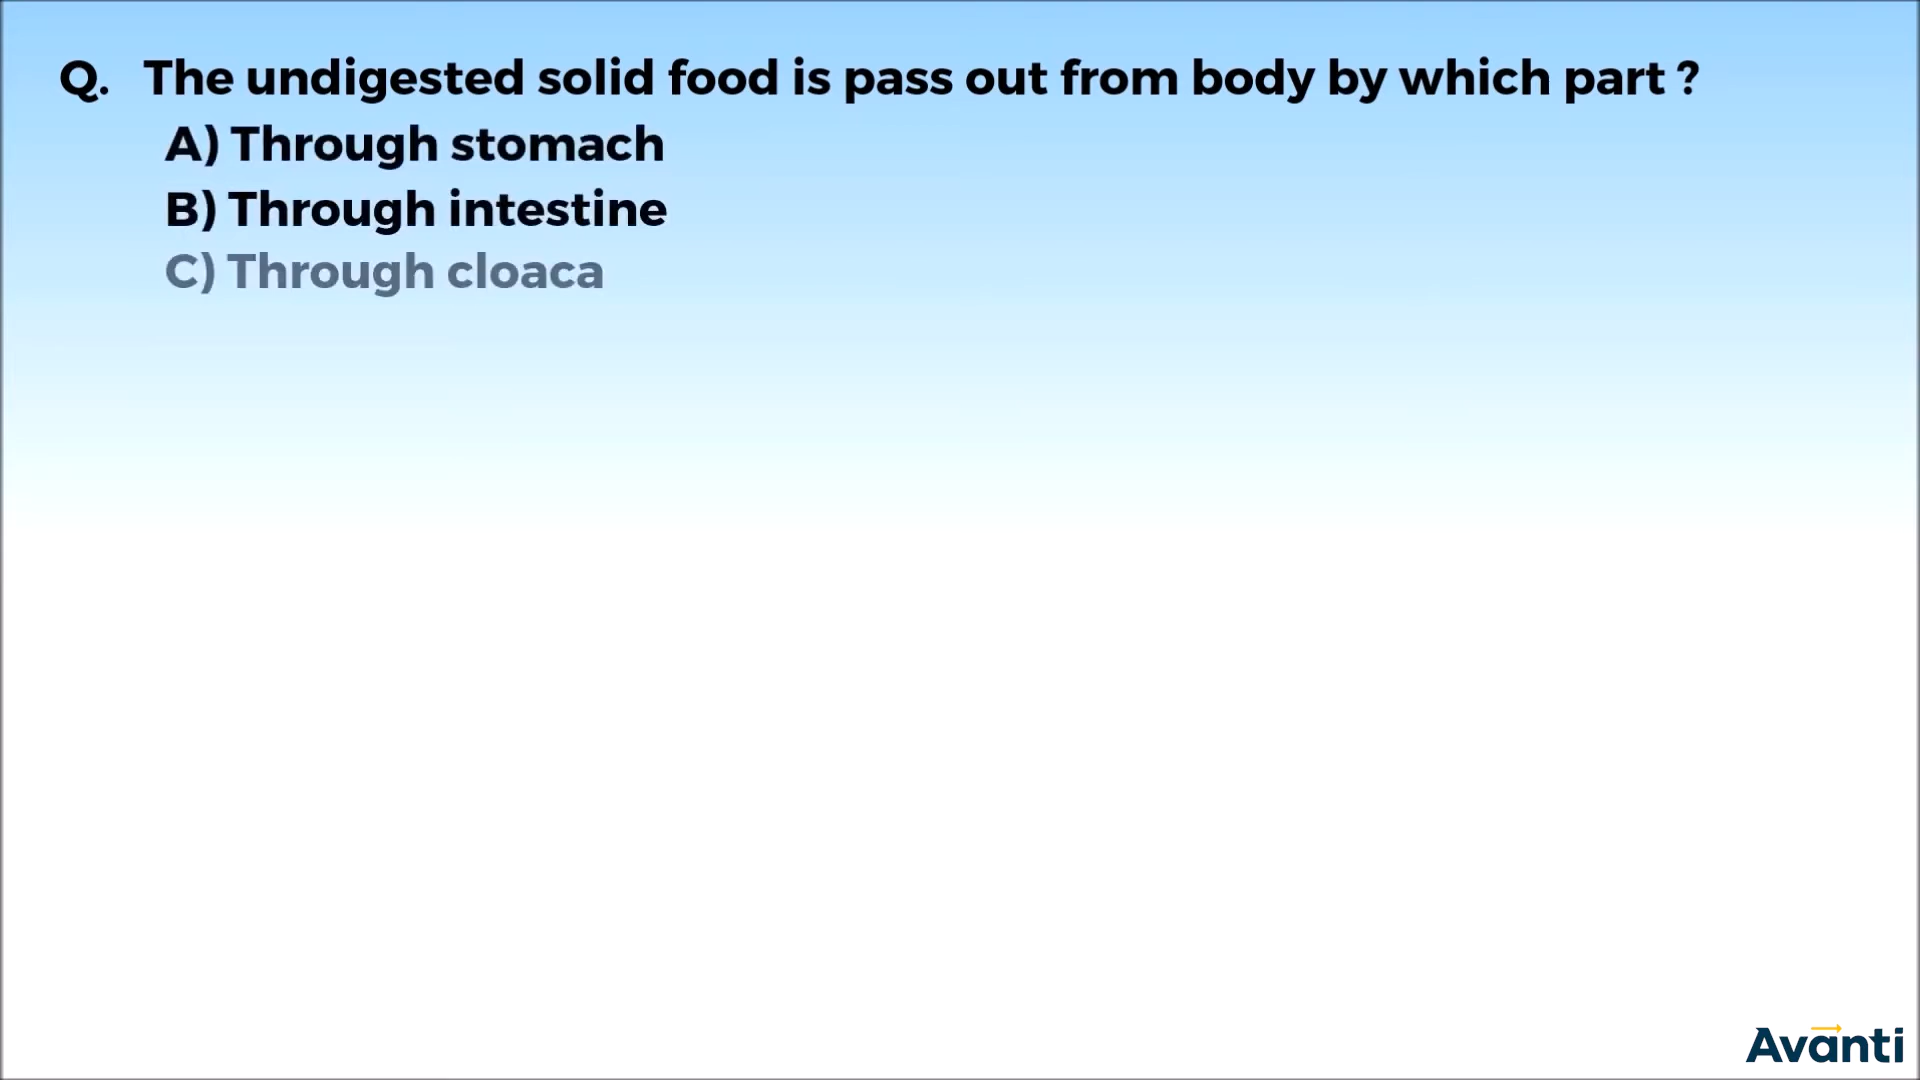 Q. The undigested solid food is pass out from body by which part ?
A) Through stomach
B) Through intestine
C) Through cloaca
Avanti